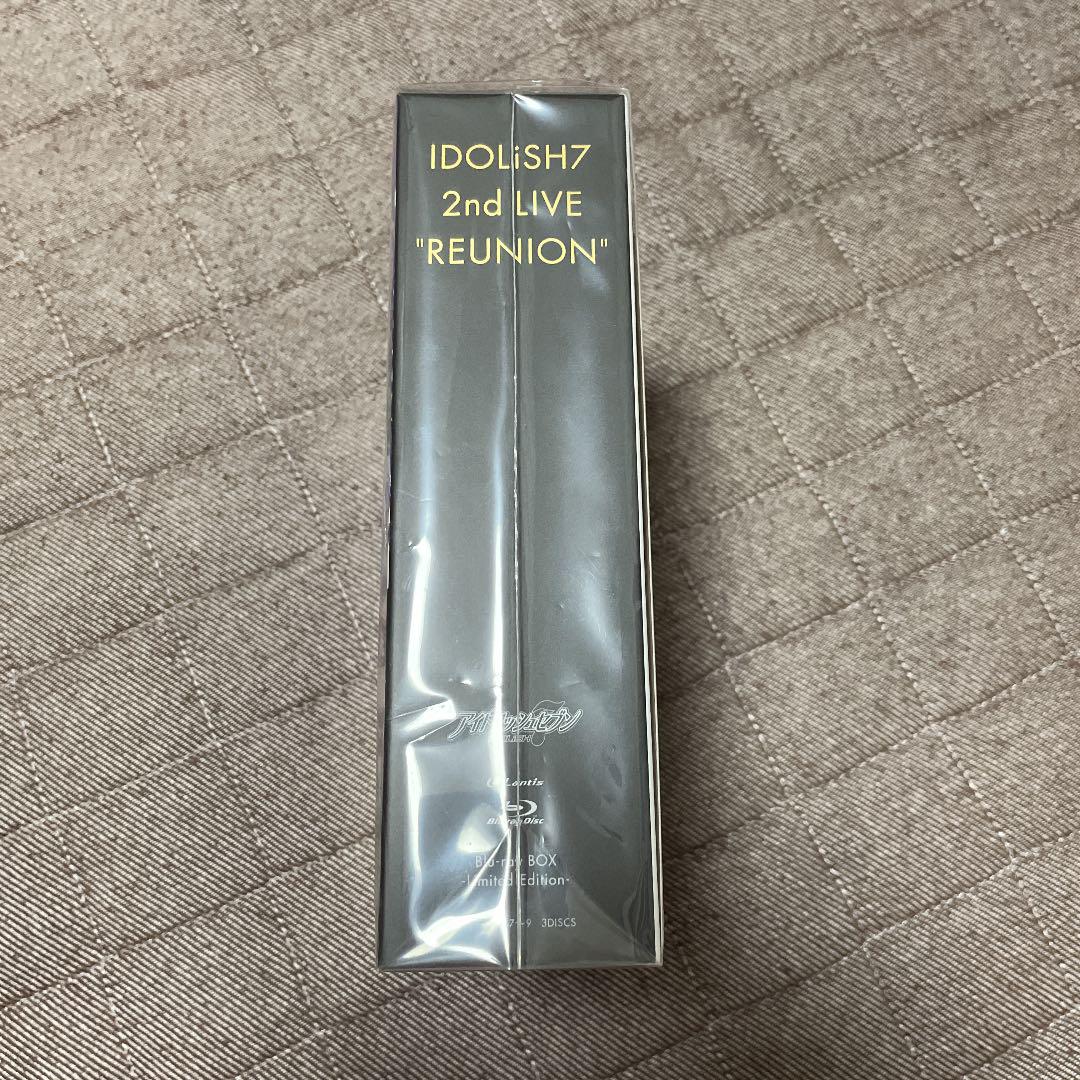 IDOLiSH7
2nd LIVE
"REUNION"
アイドリッシュセブン
Lantis
Blu-ray Disc
Blu-ray BOX
-Limited Edition-
3DISCS